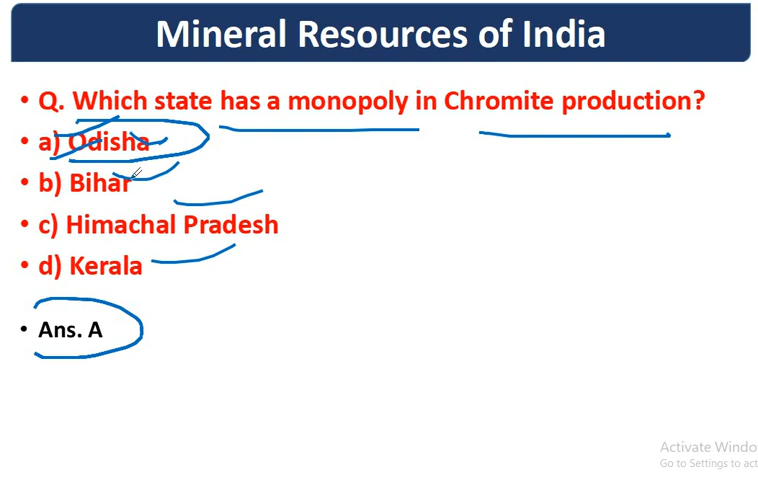 Mineral Resources of India
• Q. Which state has a monopoly in Chromite production?
• a) Odisha
• b) Bihar
• c) Himachal Pradesh
• d) Kerala
• Ans. A
Activate Windo
Go to Settings to act